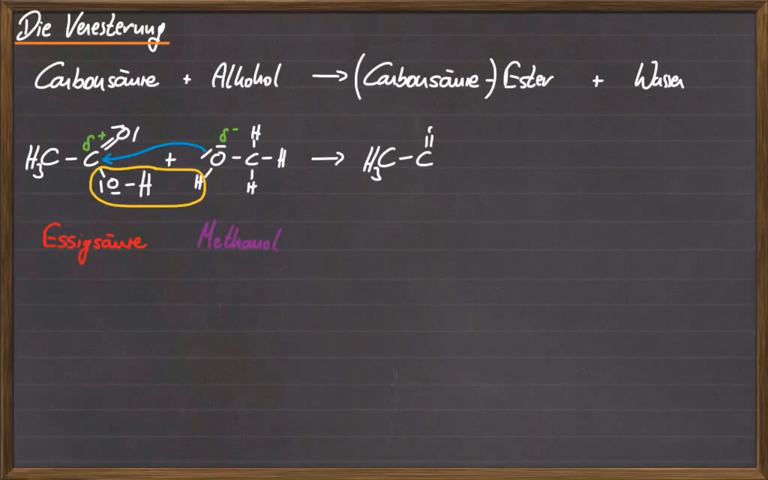 Die Veresterung
Carbonsäure + Alkohol → (Carbonsäure-) Ester + Wasser
δ+ O δ- H
H3C - C + O - C - H → H3C - C
O - H H H
Essigsäure Methanol